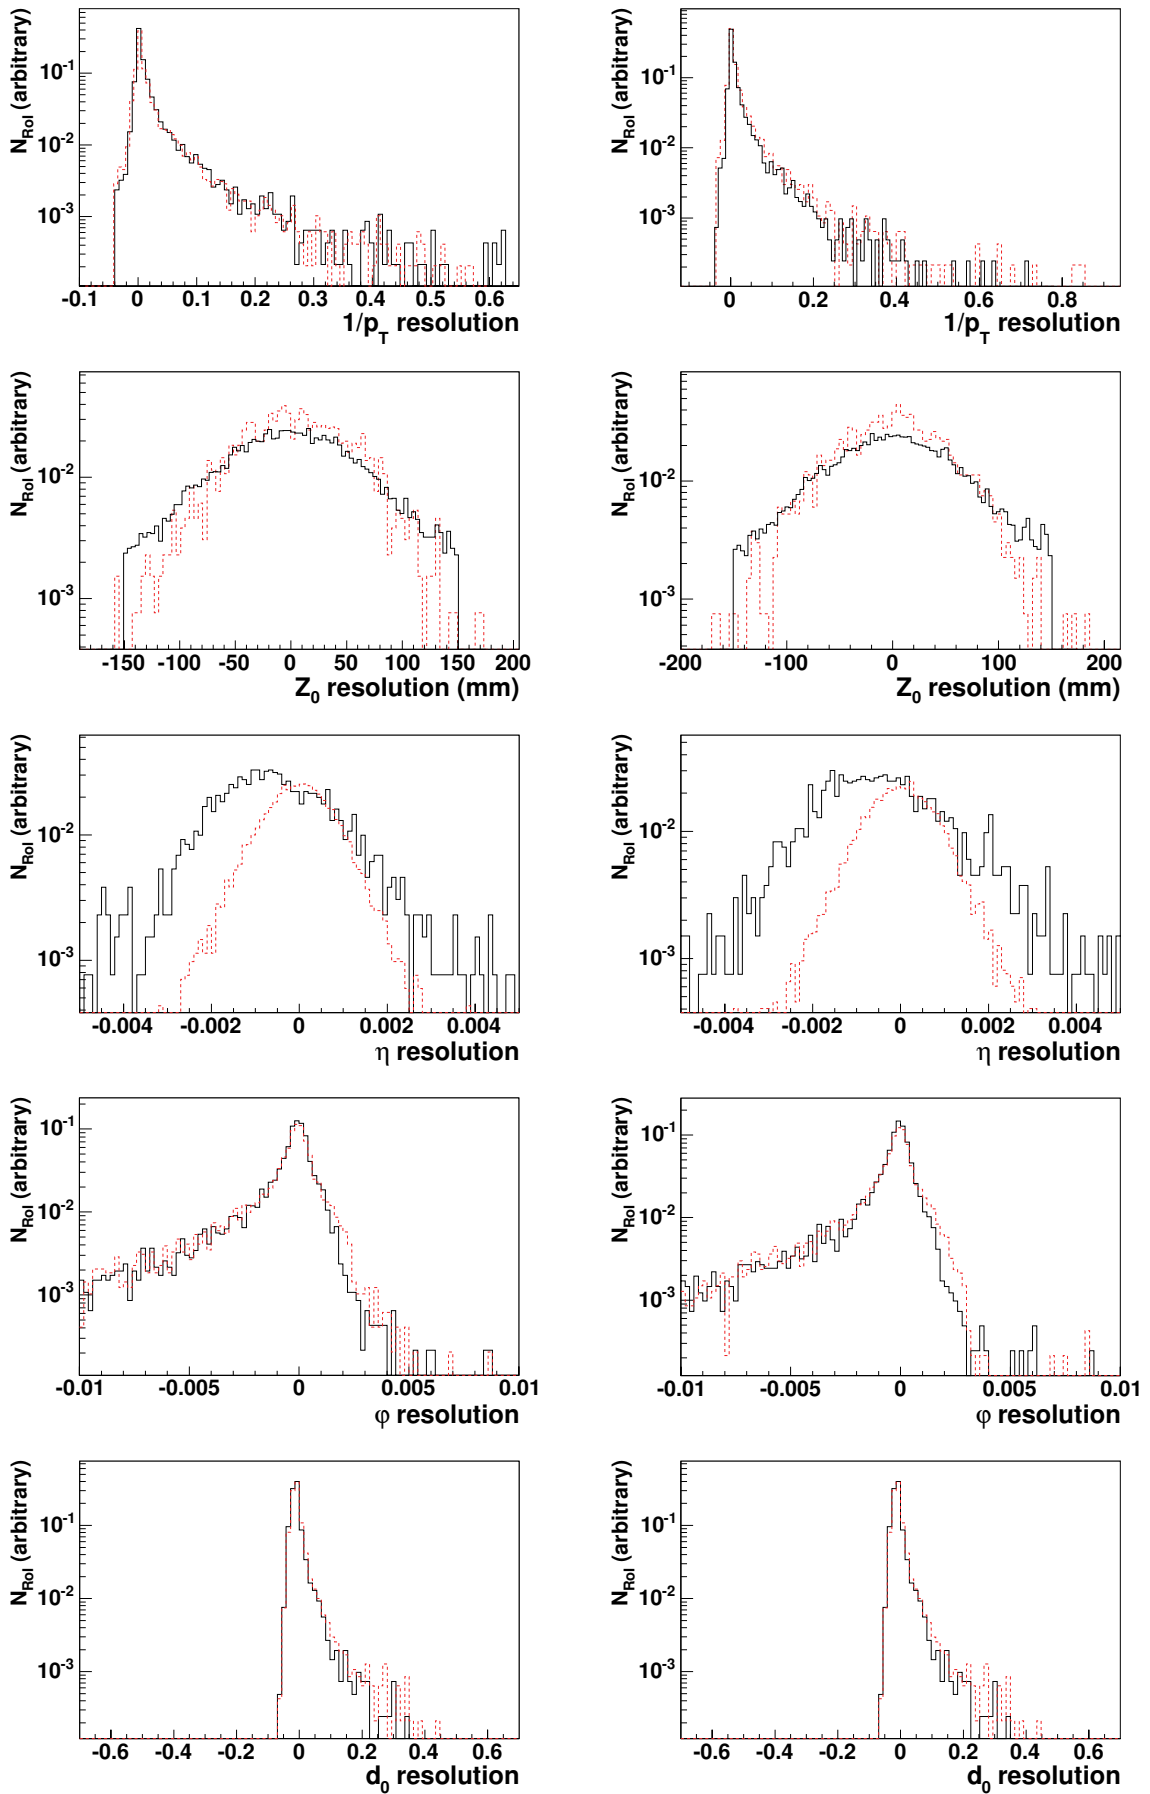 N_RoI (arbitrary)
10^-1
10^-2
10^-3
-0.1 0 0.1 0.2 0.3 0.4 0.5 0.6
1/p_T resolution
N_RoI (arbitrary)
10^-1
10^-2
10^-3
0 0.2 0.4 0.6 0.8
1/p_T resolution
N_RoI (arbitrary)
10^-2
10^-3
-150 -100 -50 0 50 100 150 200
Z_0 resolution (mm)
N_RoI (arbitrary)
10^-2
10^-3
-200 -100 0 100 200
Z_0 resolution (mm)
N_RoI (arbitrary)
10^-2
10^-3
-0.004 -0.002 0 0.002 0.004
η resolution
N_RoI (arbitrary)
10^-2
10^-3
-0.004 -0.002 0 0.002 0.004
η resolution
N_RoI (arbitrary)
10^-1
10^-2
10^-3
-0.01 -0.005 0 0.005 0.01
φ resolution
N_RoI (arbitrary)
10^-1
10^-2
10^-3
-0.01 -0.005 0 0.005 0.01
φ resolution
N_RoI (arbitrary)
10^-1
10^-2
10^-3
-0.6 -0.4 -0.2 0 0.2 0.4 0.6
d_0 resolution
N_RoI (arbitrary)
10^-1
10^-2
10^-3
-0.6 -0.4 -0.2 0 0.2 0.4 0.6
d_0 resolution